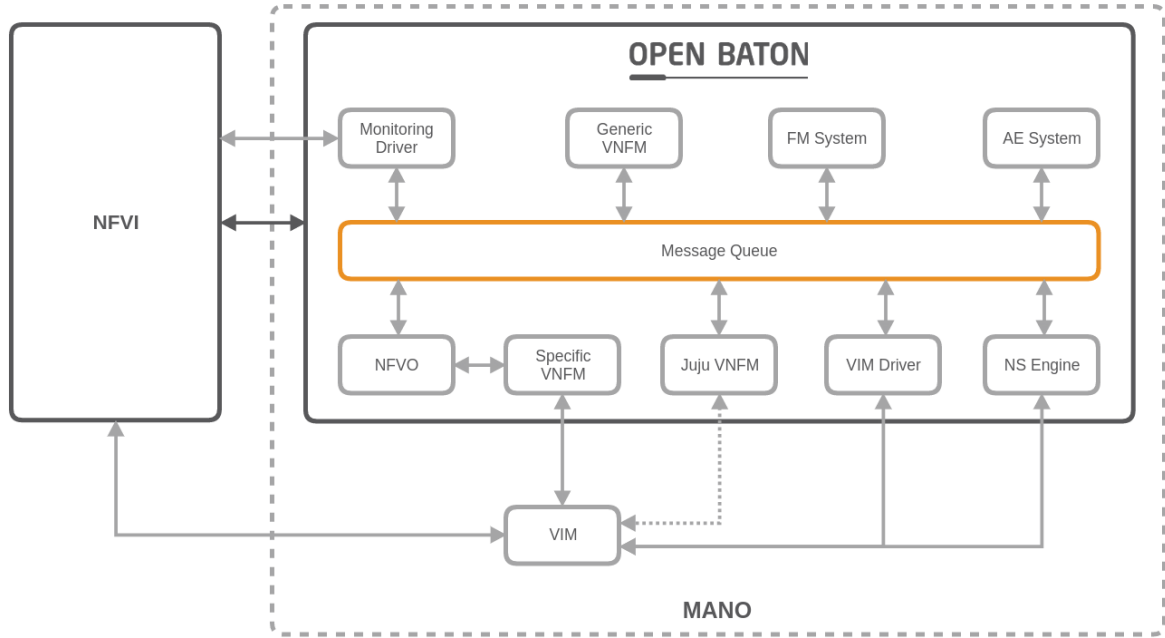 OPEN BATON
Monitoring
Driver
Generic
VNFM
FM System
AE System
NFVI
Message Queue
NFVO
Specific
VNFM
Juju VNFM
VIM Driver
NS Engine
VIM
MANO